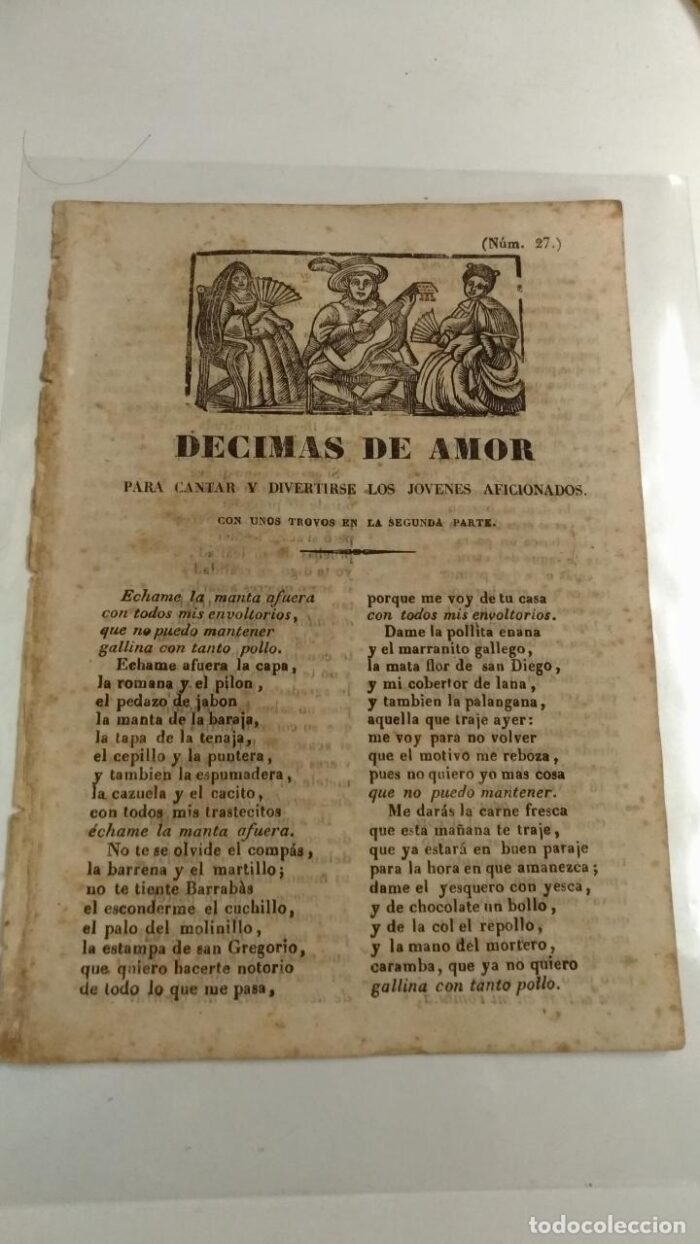 (Núm. 27.)
DECIMAS DE AMOR
PARA CANTAR Y DIVERTIRSE LOS JOVENES AFICIONADOS.
CON UNOS TROVOS EN LA SEGUNDA PARTE.
Echame la manta afuera
con todos mis envoltorios,
que no puedo mantener
gallina con tanto pollo.
Echame afuera la capa,
la romana y el pilon,
el pedazo de jabon
la manta de la baraja,
la tapa de la tenaja,
el cepillo y la puntera,
y tambien la espumadera,
la cazuela y el cacito,
con todos mis trastecitos
échame la manta afuera.
No te se olvide el compás,
la barrena y el martillo;
no te tiente Barrabàs
el esconderme el cuchillo,
el palo del molinillo,
la estampa de san Gregorio,
que quiero hacerte notorio
de todo lo que me pasa,
porque me voy de tu casa
con todos mis envoltorios.
Dame la pollita enana
y el marranito gallego,
la mata flor de san Diego,
y mi cobertor de lana,
y tambien la palangana,
aquella que traje ayer:
me voy para no volver
que el motivo me reboza,
pues no quiero yo mas cosa
que no puedo mantener.
Me darás la carne fresca
que esta mañana te traje,
que ya estará en buen paraje
para la hora en que amanezca;
dame el yesquero con yesca,
y de chocolate un bollo,
y de la col el repollo,
y la mano del mortero,
caramba, que ya no quiero
gallina con tanto pollo.
todocoleccion